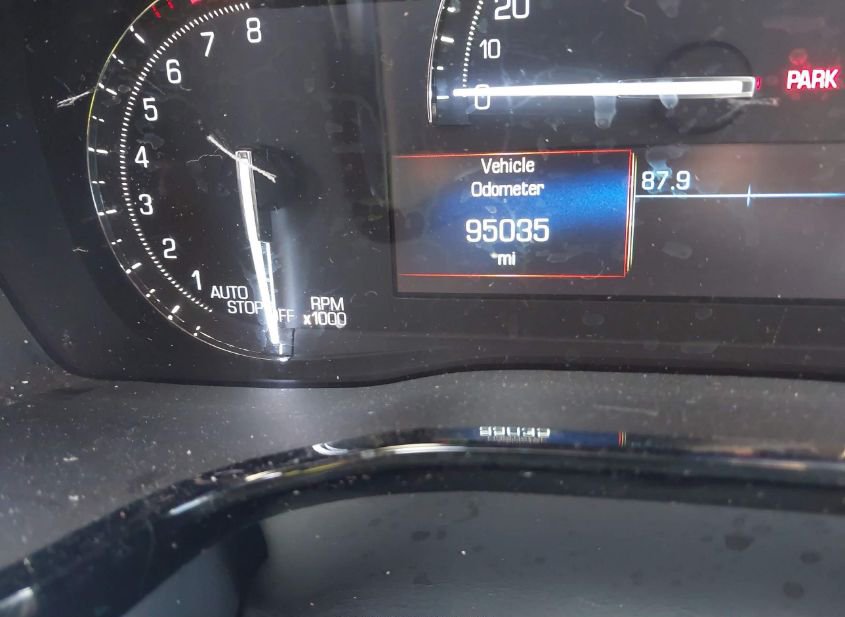 8
7
6
5
4
3
2
1
AUTO
STOP OFF
RPM
x1000
20
10
0
PARK
Vehicle
Odometer
95035
*mi
87.9